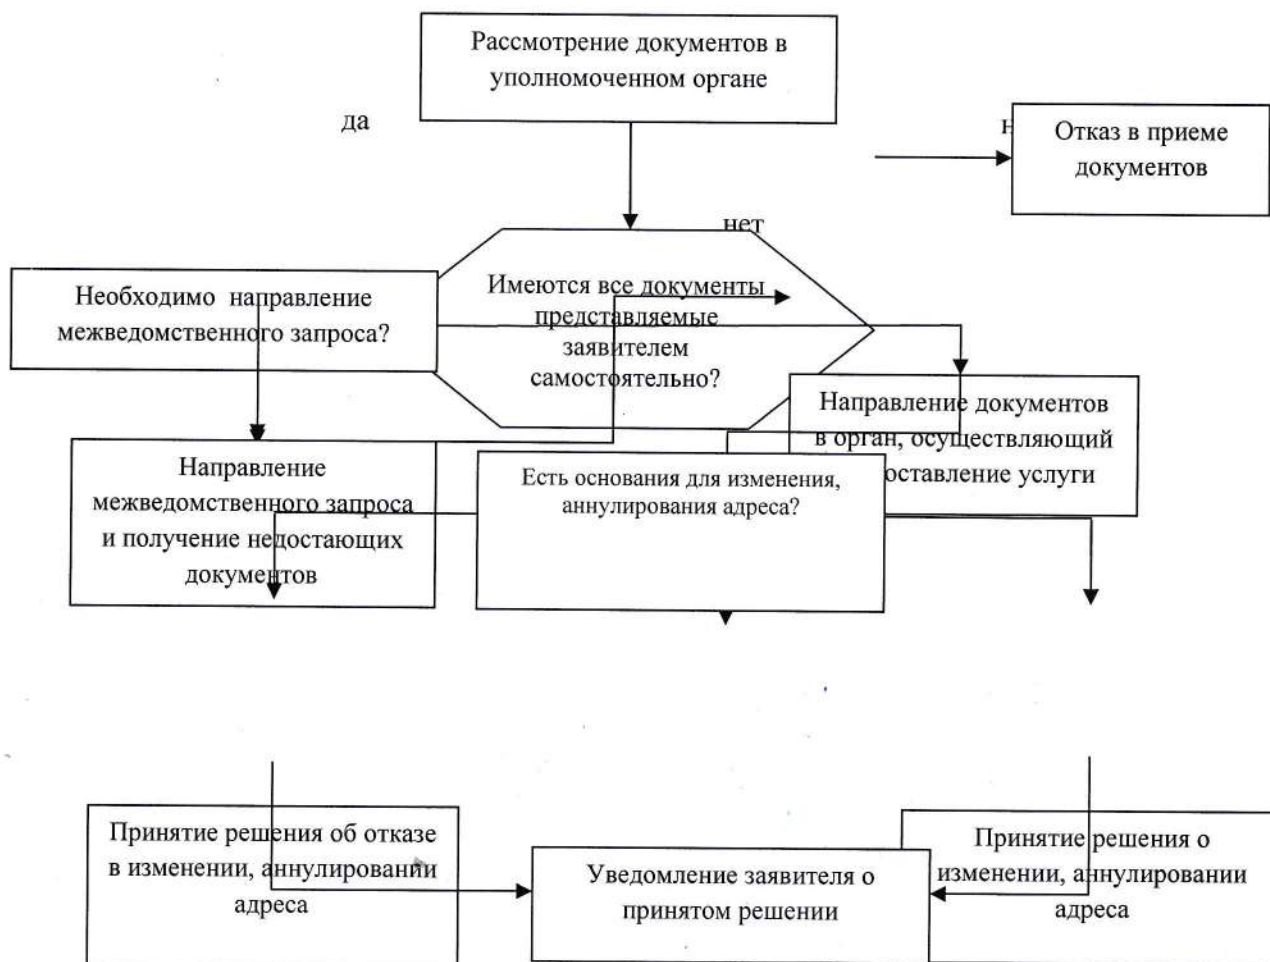 Рассмотрение документов в
уполномоченном органе
да
Отказ в приеме
документов
нет
Необходимо направление
межведомственного запроса?
Имеются все документы
представляемые
заявителем
самостоятельно?
Направление документов
в орган, осуществляющий
оставление услуги
Направление
межведомственного запроса
и получение недостающих
документов
Есть основания для изменения,
аннулирования адреса?
Принятие решения об отказе
в изменении, аннулировании
адреса
Уведомление заявителя о
принятом решении
Принятие решения о
изменении, аннулировании
адреса